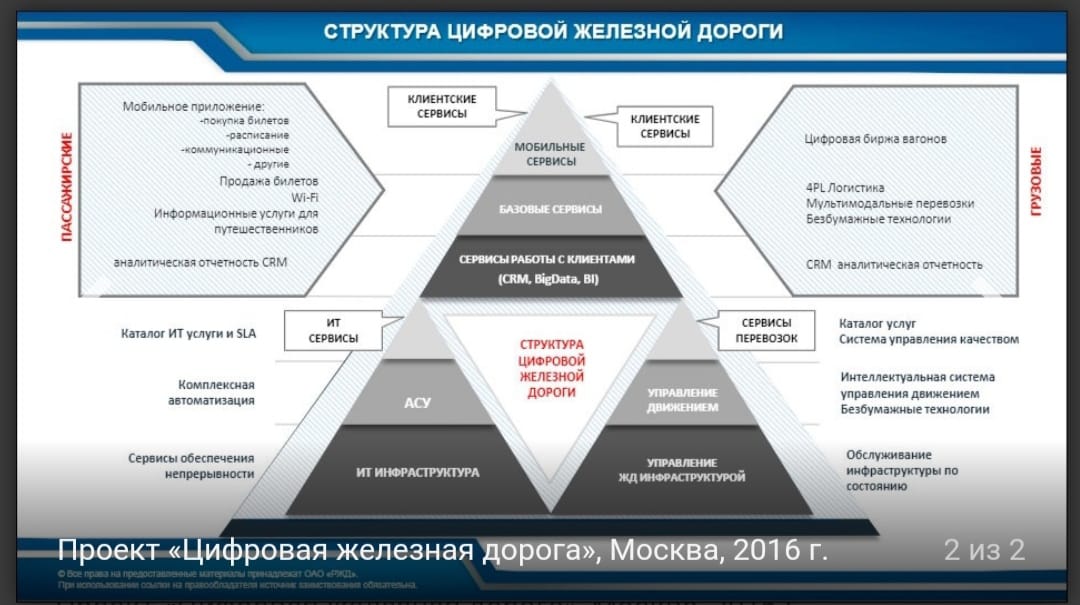 СТРУКТУРА ЦИФРОВОЙ ЖЕЛЕЗНОЙ ДОРОГИ
ПАССАЖИРСКИЕ
Мобильное приложение:
-покупка билетов
-расписание
-коммуникационные
- другие
Продажа билетов
Wi-Fi
Информационные услуги для
путешественников
аналитическая отчетность CRM
КЛИЕНТСКИЕ
СЕРВИСЫ
КЛИЕНТСКИЕ
СЕРВИСЫ
МОБИЛЬНЫЕ
СЕРВИСЫ
БАЗОВЫЕ СЕРВИСЫ
СЕРВИСЫ РАБОТЫ С КЛИЕНТАМИ
(CRM, BigData, BI)
Цифровая биржа вагонов
4PL Логистика
Мультимодальные перевозки
Безбумажные технологии
CRM аналитическая отчетность
ГРУЗОВЫЕ
Каталог ИТ услуги и SLA
Комплексная
автоматизация
Сервисы обеспечения
непрерывности
ИТ
СЕРВИСЫ
АСУ
ИТ ИНФРАСТРУКТУРА
СТРУКТУРА
ЦИФРОВОЙ
ЖЕЛЕЗНОЙ
ДОРОГИ
СЕРВИСЫ
ПЕРЕВОЗОК
УПРАВЛЕНИЕ
ДВИЖЕНИЕМ
УПРАВЛЕНИЕ
ЖД ИНФРАСТРУКТУРОЙ
Каталог услуг
Система управления качеством
Интеллектуальная система
управления движением
Безбумажные технологии
Обслуживание
инфраструктуры по
состоянию
Проект «Цифровая железная дорога», Москва, 2016 г.
2 из 2
© Все права на предоставленные материалы принадлежат ОАО «РЖД».
При использовании ссылки на правообладателя источник заимствования обязательна.